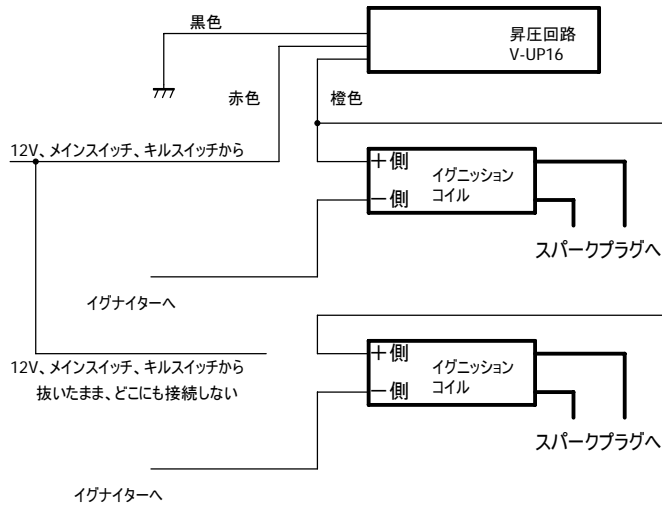 黒色
昇圧回路
V-UP16
赤色
橙色
12V、メインスイッチ、キルスイッチから
＋側
イグニッション
コイル
－側
スパークプラグへ
イグナイターへ
12V、メインスイッチ、キルスイッチから
抜いたまま、どこにも接続しない
＋側
イグニッション
コイル
－側
スパークプラグへ
イグナイターへ